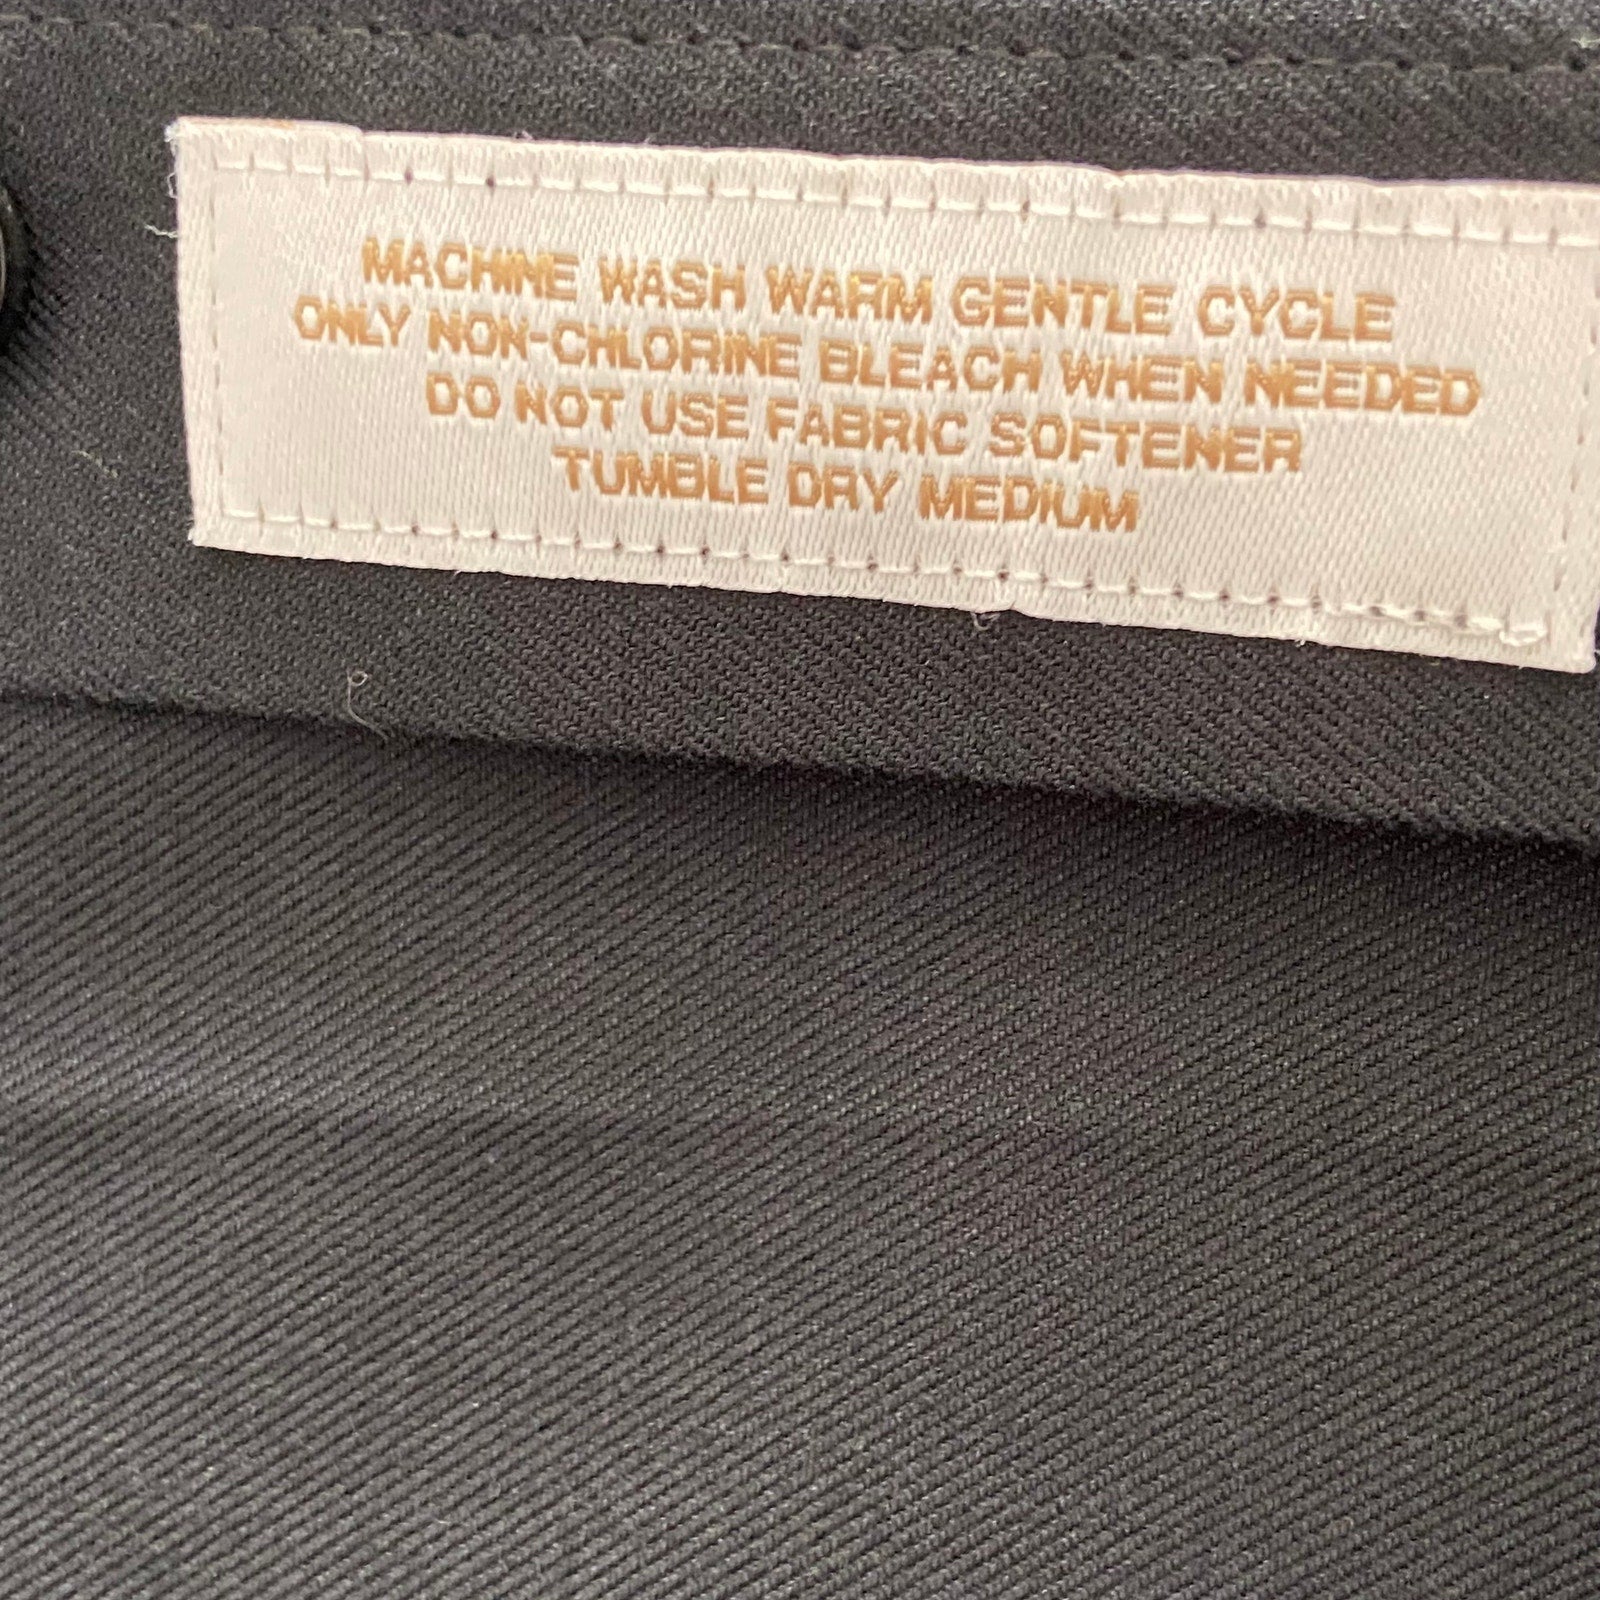 MACHINE WASH WARM GENTLE CYCLE
ONLY NON-CHLORINE BLEACH WHEN NEEDED
DO NOT USE FABRIC SOFTENER
TUMBLE DRY MEDIUM